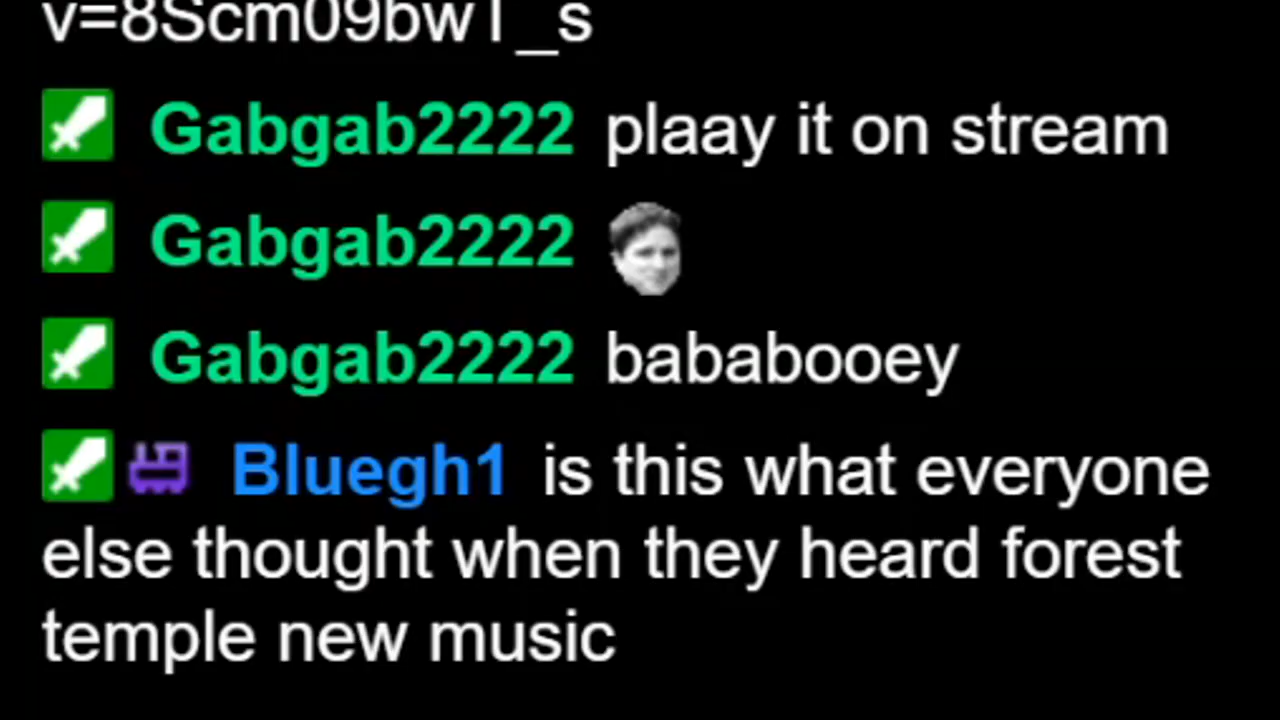 v=8Scm09bwT_s
Gabgab2222 plaay it on stream
Gabgab2222
Gabgab2222 bababooey
Bluegh1 is this what everyone
else thought when they heard forest
temple new music